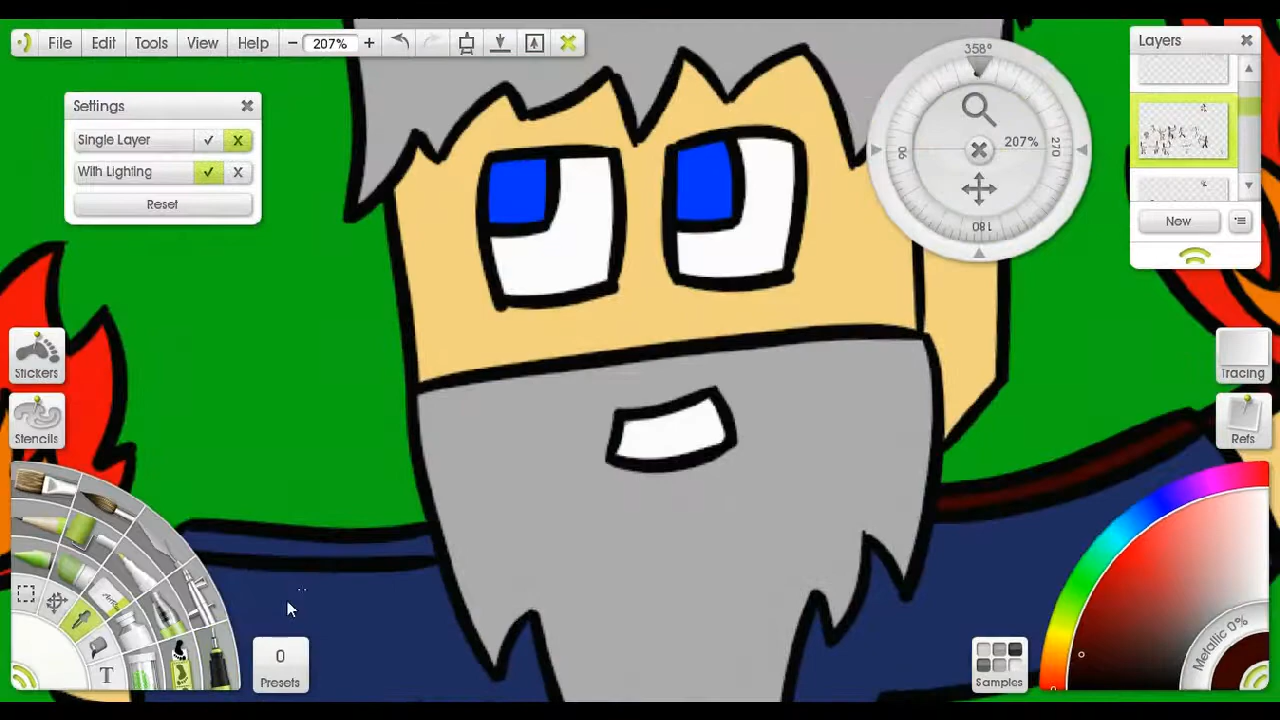 File Edit Tools View Help 207%
Settings
Single Layer
With Lighting
Reset
358°
207%
90
270
180
Layers
New
Stickers
Stencils
Tracing
Refs
T
0
Presets
Samples
Metallic 0%